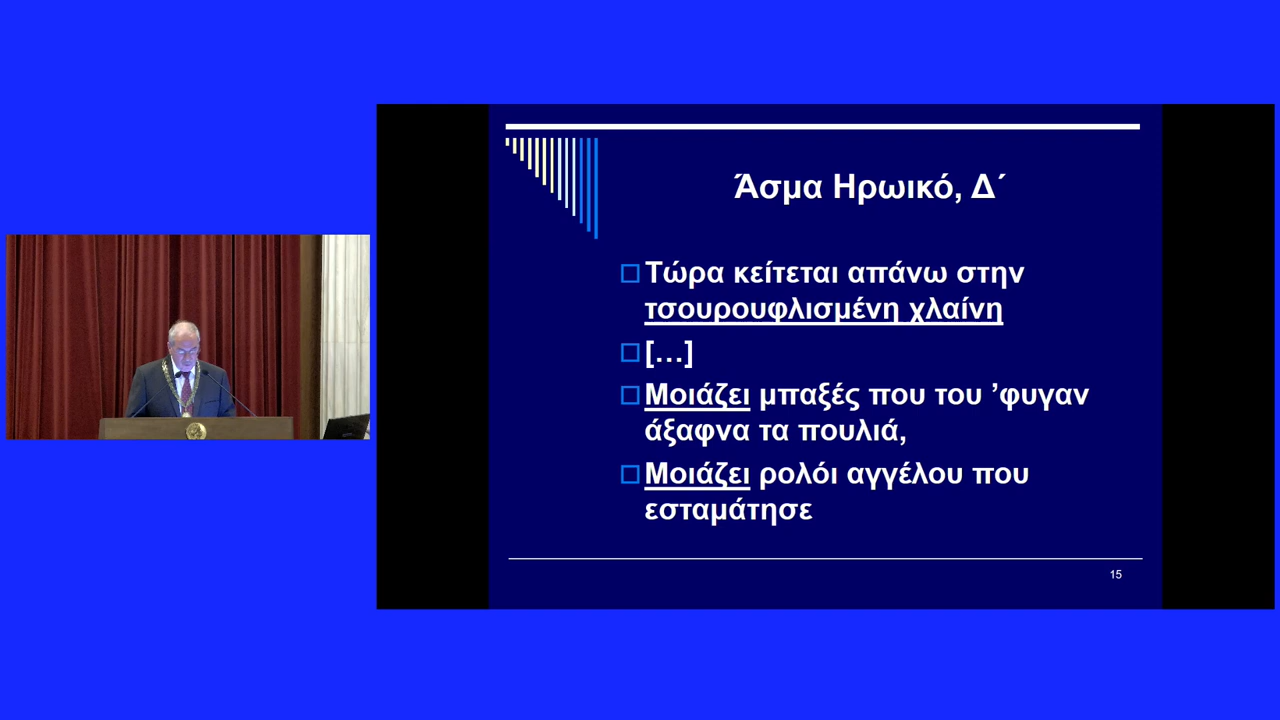 Άσμα Ηρωικό, Δ΄
Τώρα κείτεται απάνω στην
τσουρουφλισμένη χλαίνη
[…]
Μοιάζει μπαξές που του ’φυγαν
άξαφνα τα πουλιά,
Μοιάζει ρολόι αγγέλου που
εσταμάτησε
15